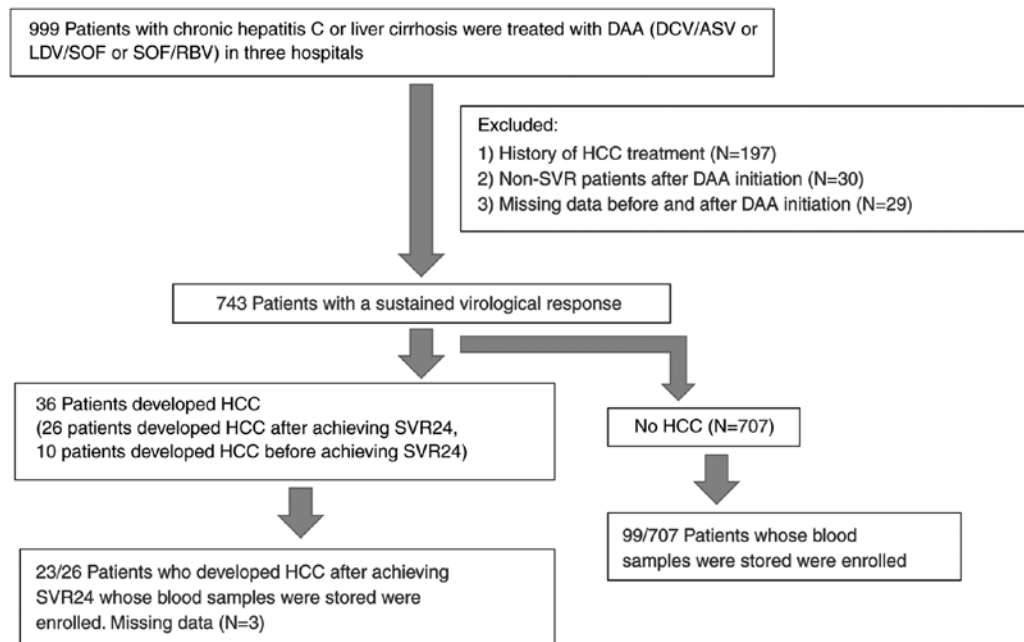 999 Patients with chronic hepatitis C or liver cirrhosis were treated with DAA (DCV/ASV or
LDV/SOF or SOF/RBV) in three hospitals
Excluded:
1) History of HCC treatment (N=197)
2) Non-SVR patients after DAA initiation (N=30)
3) Missing data before and after DAA initiation (N=29)
743 Patients with a sustained virological response
36 Patients developed HCC
(26 patients developed HCC after achieving SVR24,
10 patients developed HCC before achieving SVR24)
No HCC (N=707)
23/26 Patients who developed HCC after achieving
SVR24 whose blood samples were stored were
enrolled. Missing data (N=3)
99/707 Patients whose blood
samples were stored were enrolled